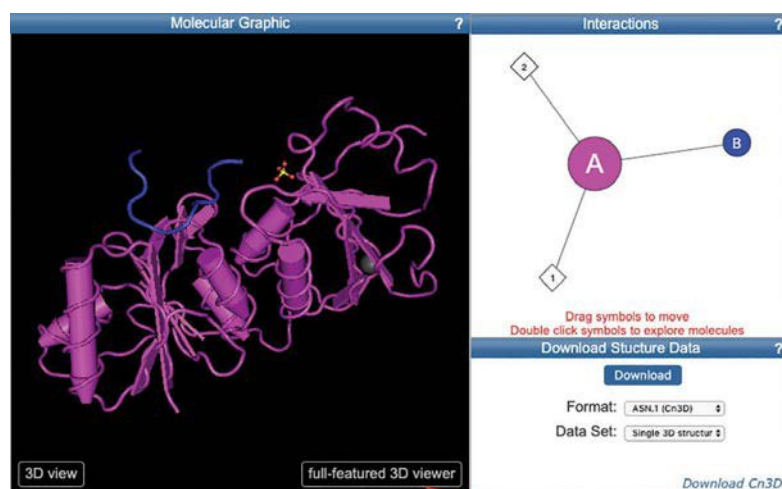 Molecular Graphic ?
3D view
full-featured 3D viewer
Interactions ?
2
A
B
1
Drag symbols to move
Double click symbols to explore molecules
Download Stucture Data ?
Download
Format: ASN.1 (Cn3D)
Data Set: Single 3D structur
Download Cn3D